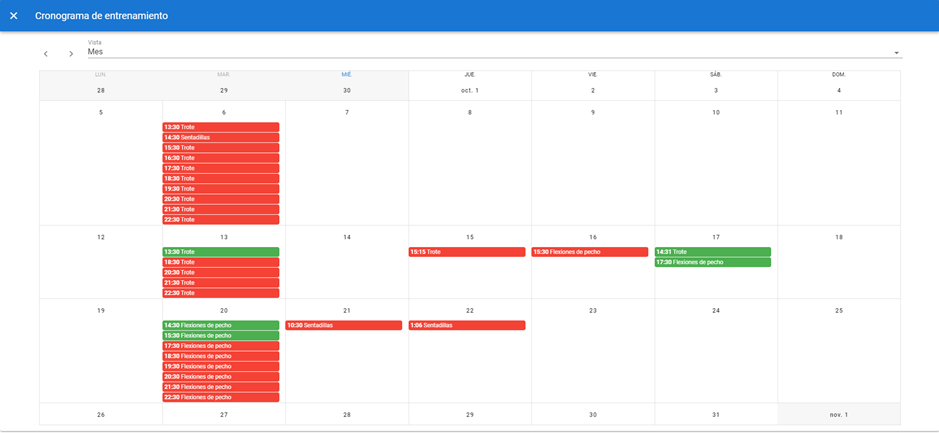 Cronograma de entrenamiento
Vista
Mes
LUN. MAR. MIÉ. JUE. VIE. SÁB. DOM.
28 29 30 oct. 1 2 3 4
5 6 7 8 9 10 11
13:30 Trote
14:30 Sentadillas
15:30 Trote
16:30 Trote
17:30 Trote
18:30 Trote
19:30 Trote
20:30 Trote
21:30 Trote
22:30 Trote
12 13 14 15 16 17 18
13:30 Trote 15:15 Trote 15:30 Flexiones de pecho 14:31 Trote
18:30 Trote 17:30 Flexiones de pecho
20:30 Trote
21:30 Trote
22:30 Trote
19 20 21 22 23 24 25
14:30 Flexiones de pecho 10:30 Sentadillas 1:06 Sentadillas
15:30 Flexiones de pecho
17:30 Flexiones de pecho
18:30 Flexiones de pecho
19:30 Flexiones de pecho
20:30 Flexiones de pecho
21:30 Flexiones de pecho
22:30 Flexiones de pecho
26 27 28 29 30 31 nov. 1